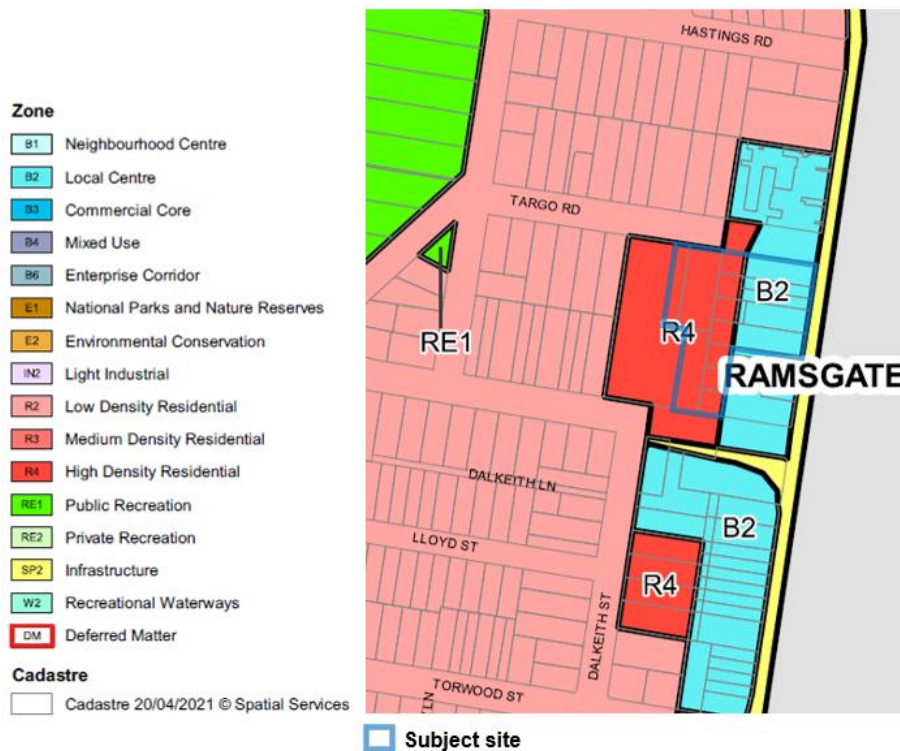 Zone
B1 Neighbourhood Centre
B2 Local Centre
B3 Commercial Core
B4 Mixed Use
B6 Enterprise Corridor
E1 National Parks and Nature Reserves
E2 Environmental Conservation
IN2 Light Industrial
R2 Low Density Residential
R3 Medium Density Residential
R4 High Density Residential
RE1 Public Recreation
RE2 Private Recreation
SP2 Infrastructure
W2 Recreational Waterways
DM Deferred Matter
Cadastre
Cadastre 20/04/2021 © Spatial Services
HASTINGS RD
TARGO RD
B2
RE1
R4
RAMSGATE
DALKEITH LN
B2
LLOYD ST
R4
DALKEITH ST
TORWOOD ST
LN
Subject site